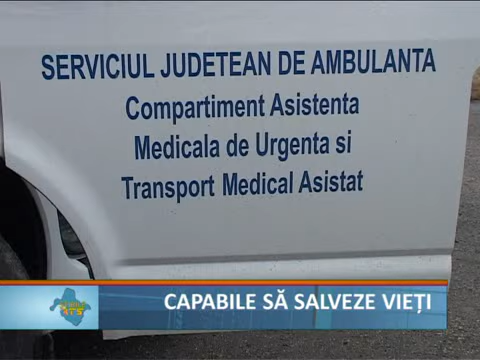 SERVICIUL JUDETEAN DE AMBULANTA
Compartiment Asistenta
Medicala de Urgenta si
Transport Medical Asistat
CAPABILE SĂ SALVEZE VIEȚI